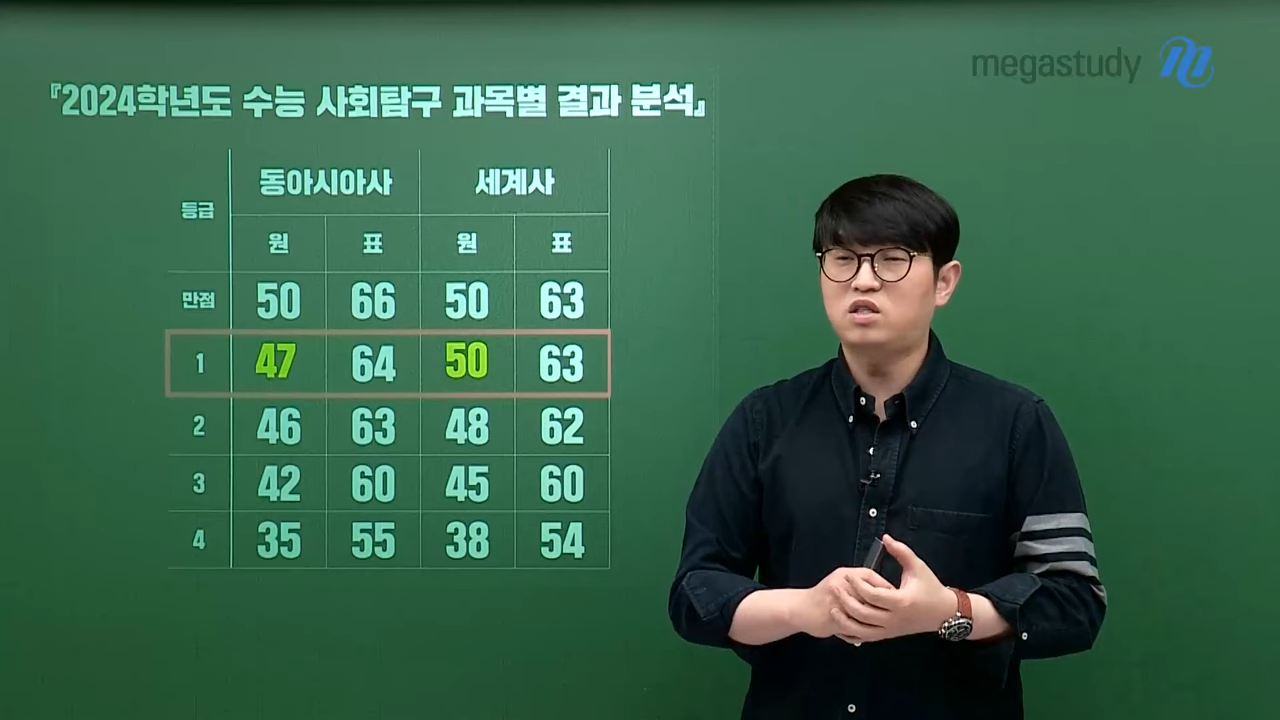 megastudy
『2024학년도 수능 사회탐구 과목별 결과 분석』
등급 동아시아사 세계사
원 표 원 표
만점 50 66 50 63
1 47 64 50 63
2 46 63 48 62
3 42 60 45 60
4 35 55 38 54